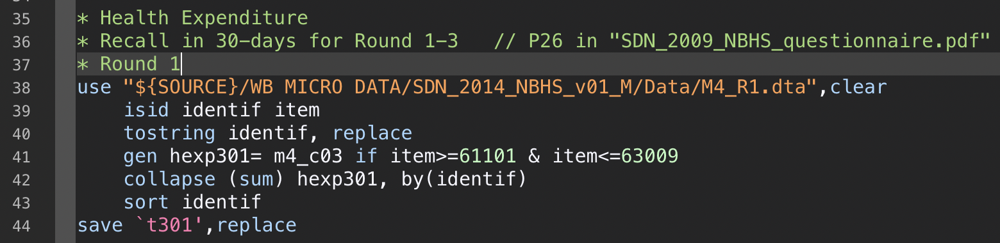 35 * Health Expenditure
36 * Recall in 30-days for Round 1-3   // P26 in "SDN_2009_NBHS_questionnaire.pdf"
37 * Round 1
38 use "${SOURCE}/WB MICRO DATA/SDN_2014_NBHS_v01_M/Data/M4_R1.dta",clear
39     isid identif item
40     tostring identif, replace
41     gen hexp301= m4_c03 if item>=61101 & item<=63009
42     collapse (sum) hexp301, by(identif)
43     sort identif
44 save `t301',replace